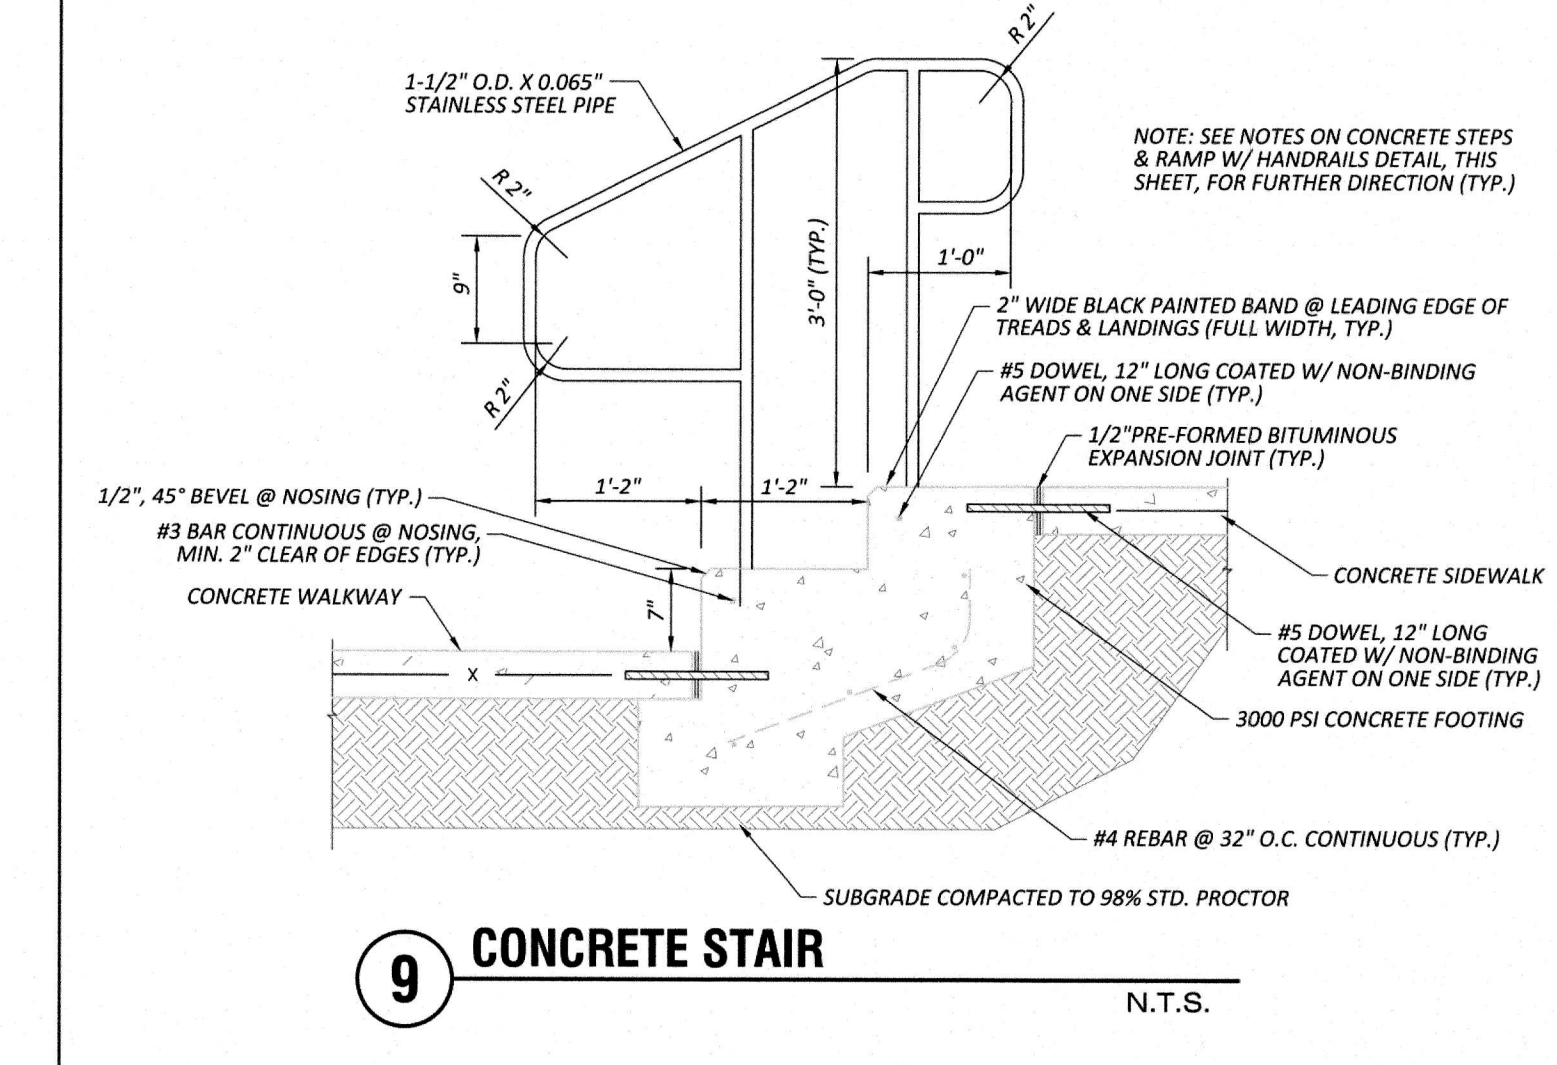 R 2"
1-1/2" O.D. X 0.065"
STAINLESS STEEL PIPE
NOTE: SEE NOTES ON CONCRETE STEPS
& RAMP W/ HANDRAILS DETAIL, THIS
SHEET, FOR FURTHER DIRECTION (TYP.)
R 2"
3'-0" (TYP.)
1'-0"
9"
2" WIDE BLACK PAINTED BAND @ LEADING EDGE OF
TREADS & LANDINGS (FULL WIDTH, TYP.)
#5 DOWEL, 12" LONG COATED W/ NON-BINDING
AGENT ON ONE SIDE (TYP.)
R 2"
1/2"PRE-FORMED BITUMINOUS
EXPANSION JOINT (TYP.)
1'-2"
1'-2"
1/2", 45° BEVEL @ NOSING (TYP.)
#3 BAR CONTINUOUS @ NOSING,
MIN. 2" CLEAR OF EDGES (TYP.)
CONCRETE WALKWAY
7"
CONCRETE SIDEWALK
X
#5 DOWEL, 12" LONG
COATED W/ NON-BINDING
AGENT ON ONE SIDE (TYP.)
3000 PSI CONCRETE FOOTING
#4 REBAR @ 32" O.C. CONTINUOUS (TYP.)
SUBGRADE COMPACTED TO 98% STD. PROCTOR
9
CONCRETE STAIR
N.T.S.